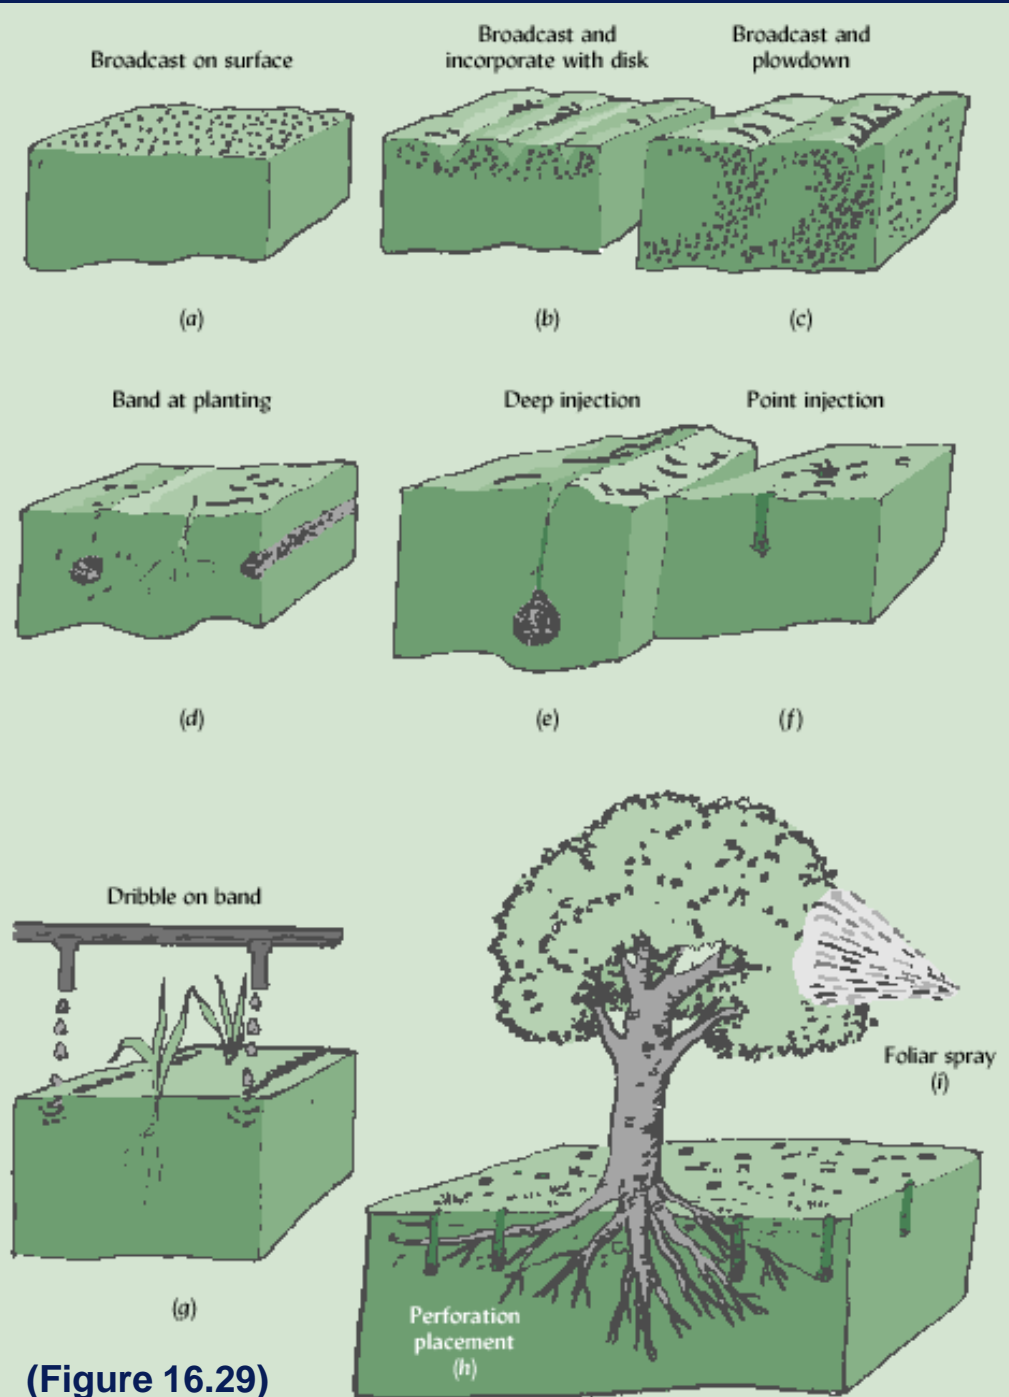 Broadcast on surface
Broadcast and
incorporate with disk
Broadcast and
plowdown
(a)
(b)
(c)
Band at planting
Deep injection
Point injection
(d)
(e)
(f)
Dribble on band
Foliar spray
(i)
(g)
Perforation
placement
(h)
(Figure 16.29)